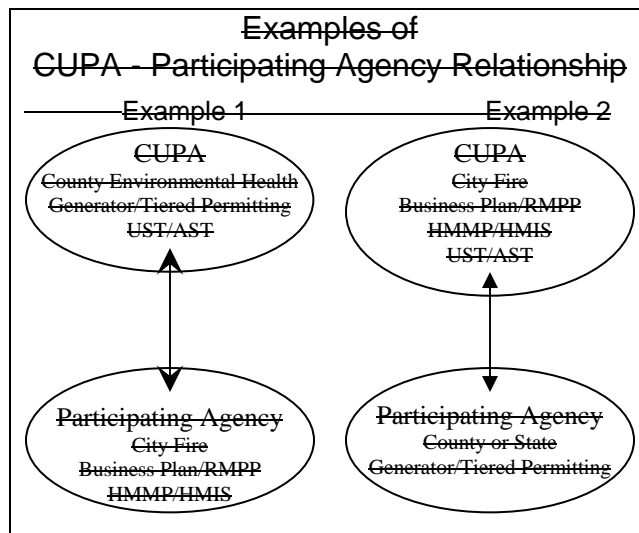 Examples of
CUPA - Participating Agency Relationship
Example 1
CUPA
County Environmental Health
Generator/Tiered Permitting
UST/AST
Participating Agency
City Fire
Business Plan/RMPP
HMMP/HMIS
Example 2
CUPA
City Fire
Business Plan/RMPP
HMMP/HMIS
UST/AST
Participating Agency
County or State
Generator/Tiered Permitting